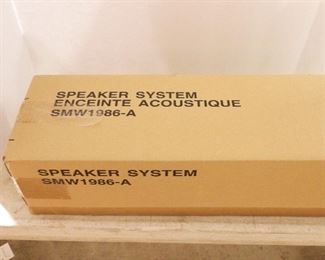 SPEAKER SYSTEM
ENCEINTE ACOUSTIQUE
SMW1986-A
SPEAKER SYSTEM
SMW1986-A